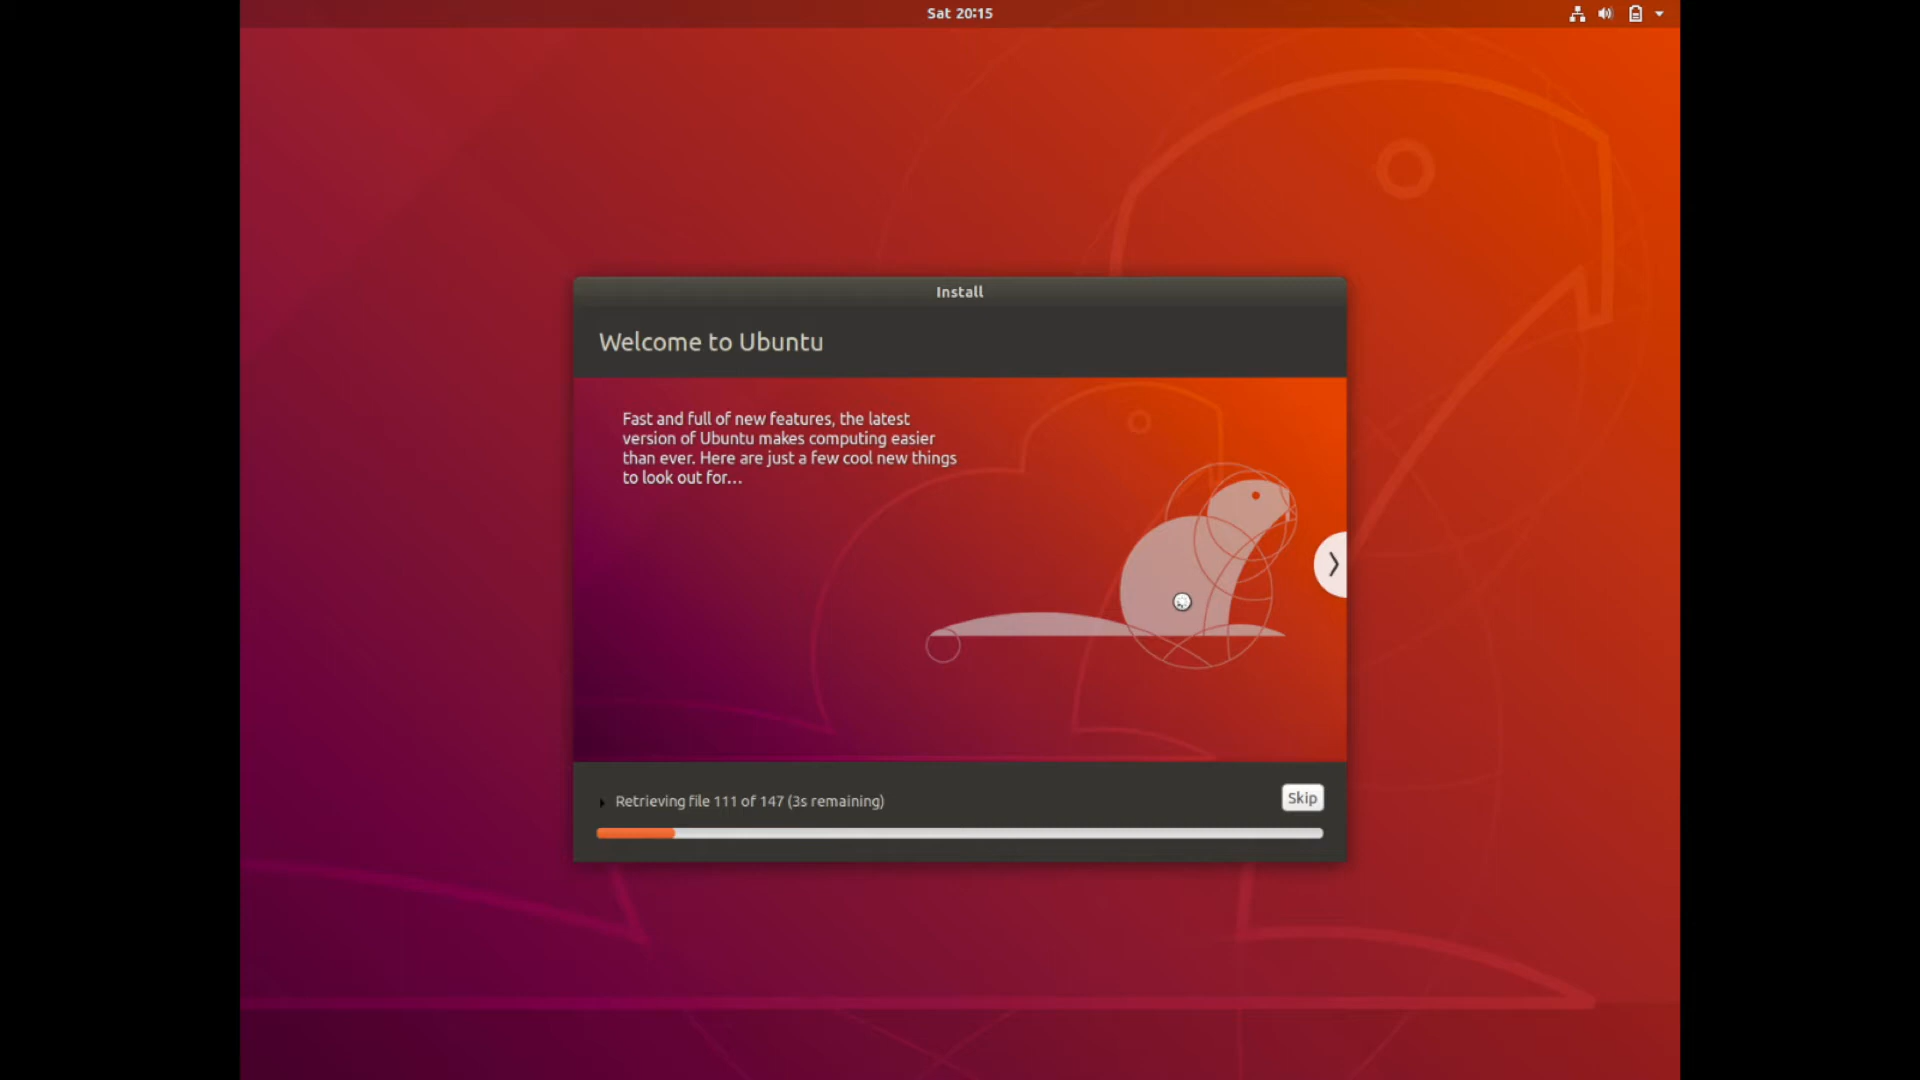 Sat 20:15
Install
Welcome to Ubuntu
Fast and full of new features, the latest
version of Ubuntu makes computing easier
than ever. Here are just a few cool new things
to look out for…
Retrieving file 111 of 147 (3s remaining)
Skip